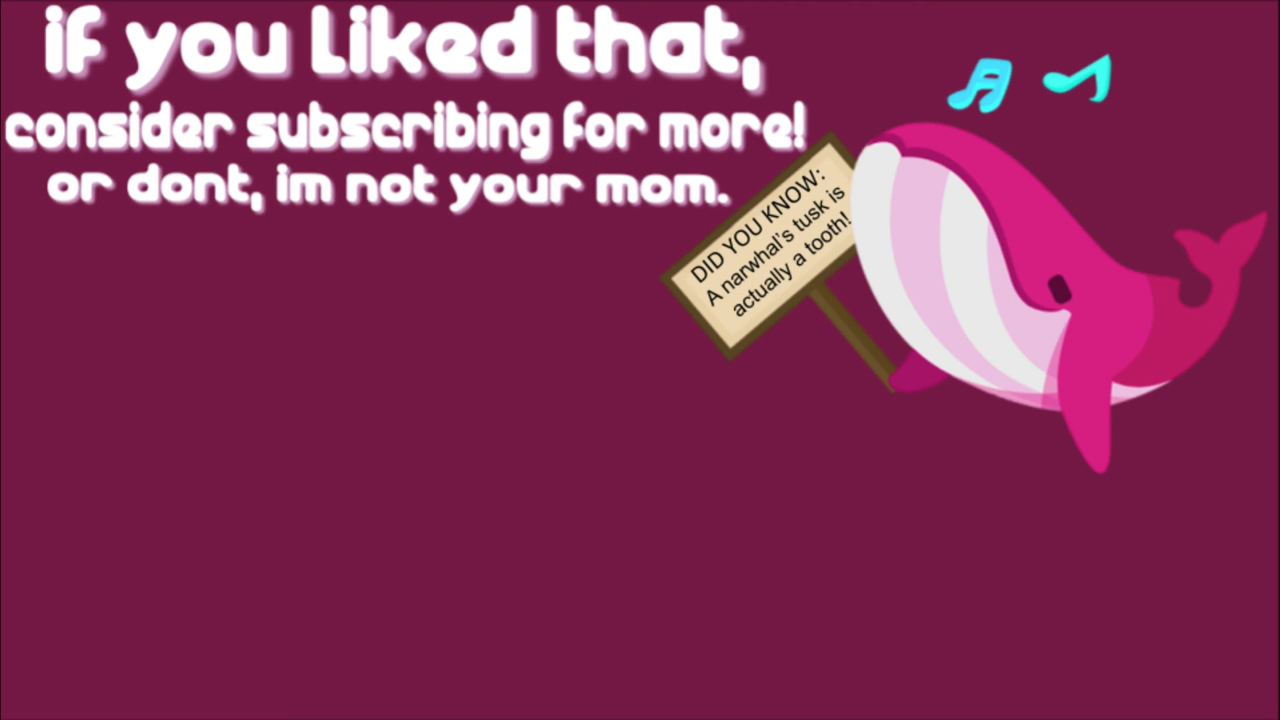 if you liked that,
consider subscribing for more!
or dont, im not your mom.
DID YOU KNOW:
A narwhal's tusk is
actually a tooth!